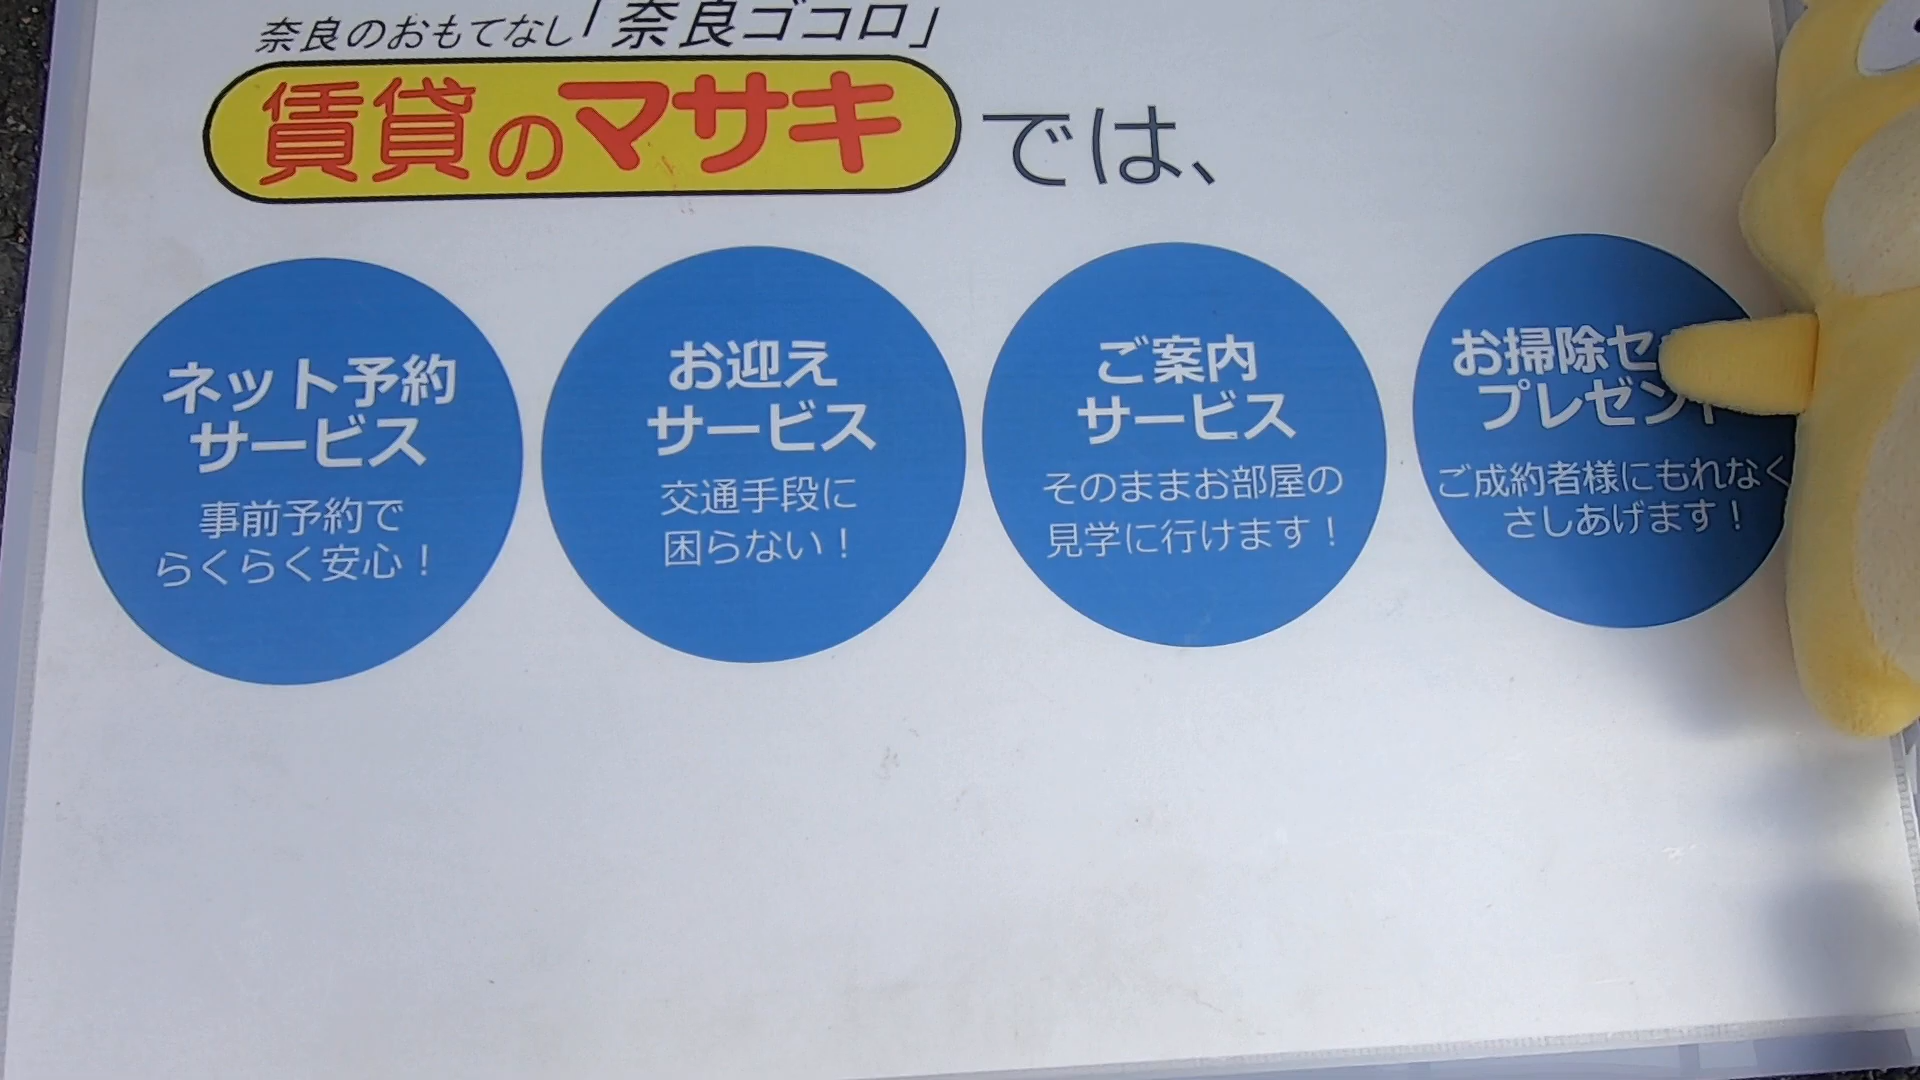 奈良のおもてなし「奈良ゴコロ」
賃貸のマサキでは、
ネット予約
サービス
事前予約で
らくらく安心！
お迎え
サービス
交通手段に
困らない！
ご案内
サービス
そのままお部屋の
見学に行けます！
お掃除セ
プレゼント
ご成約者様にもれなく
さしあげます！